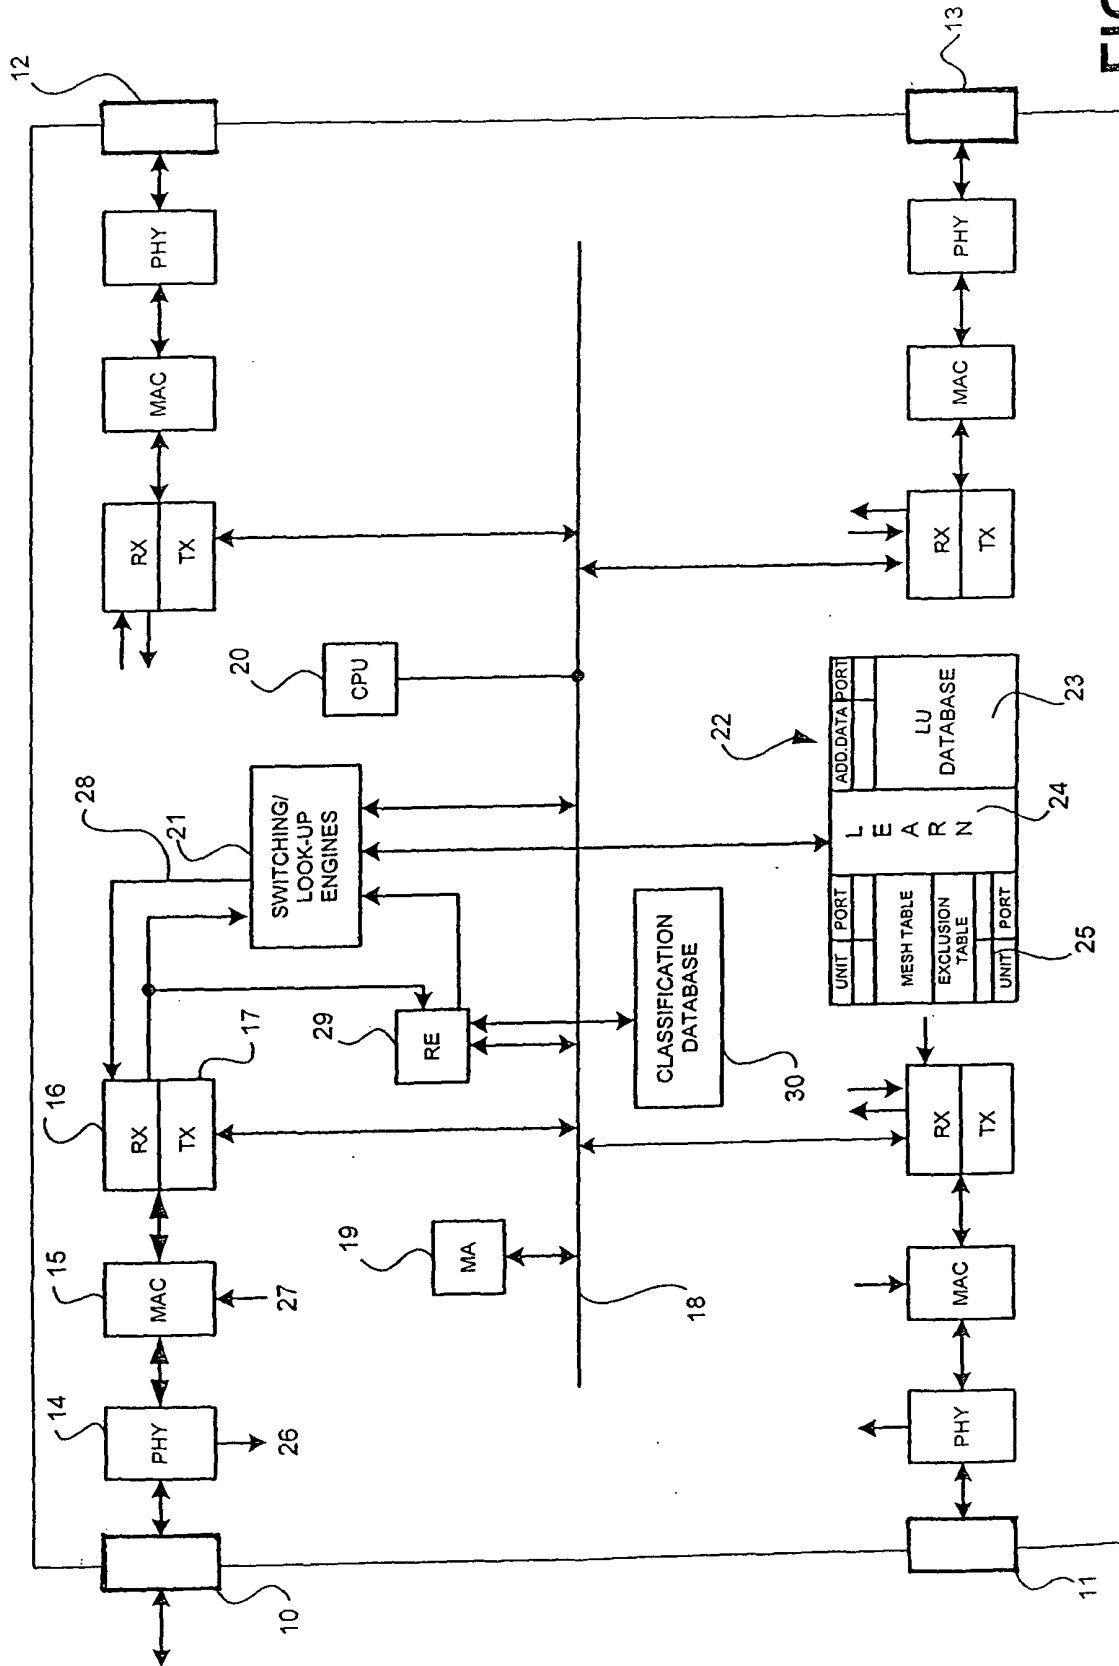 12
14
15
16
PHY
MAC
RX
TX
RX
TX
MAC
PHY
28
21
17
10
26
27
SWITCHING/
LOOK-UP
ENGINES
20
CPU
29
RE
19
MA
18
CLASSIFICATION
DATABASE
30
22
UNIT PORT
MESH TABLE
EXCLUSION
TABLE
UNIT PORT
25
L
E
A
R
N
24
ADD.DATA PORT
LU
DATABASE
23
PHY
MAC
RX
TX
RX
TX
MAC
PHY
11
13